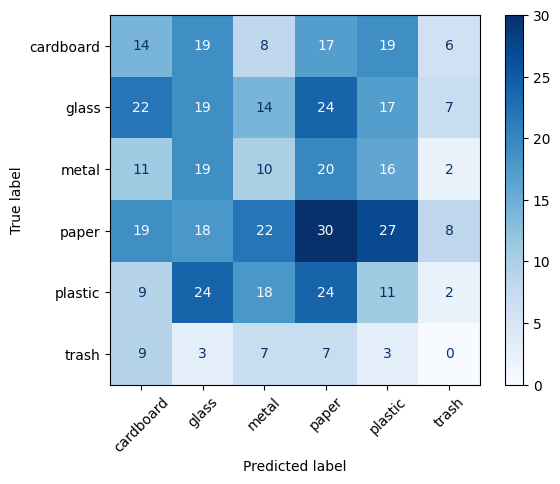 cardboard 14 19 8 17 19 6
glass 22 19 14 24 17 7
metal 11 19 10 20 16 2
paper 19 18 22 30 27 8
plastic 9 24 18 24 11 2
trash 9 3 7 7 3 0
cardboard glass metal paper plastic trash
Predicted label
True label
30
25
20
15
10
5
0